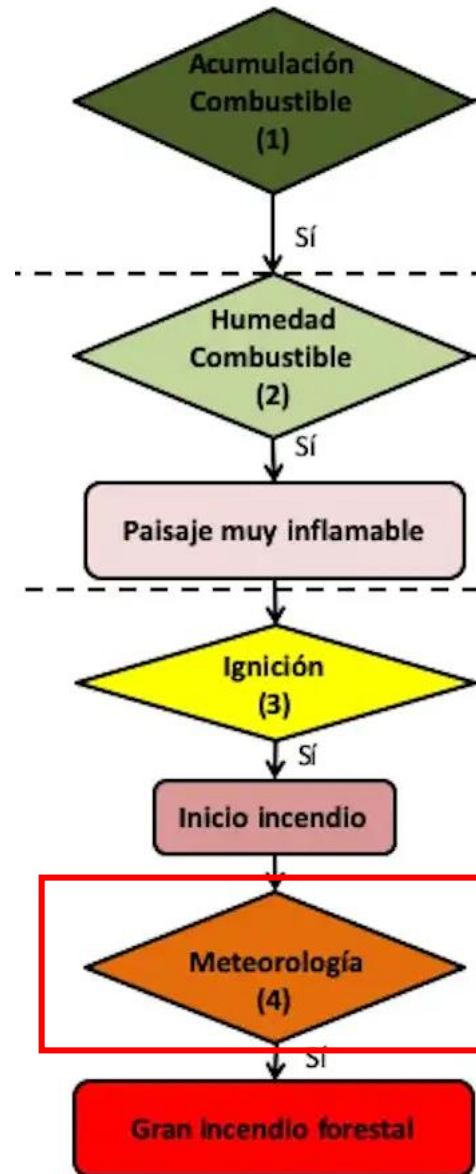 Acumulación
Combustible
(1)
Sí
Humedad
Combustible
(2)
Sí
Paisaje muy inflamable
Ignición
(3)
Sí
Inicio incendio
Meteorología
(4)
Sí
Gran incendio forestal